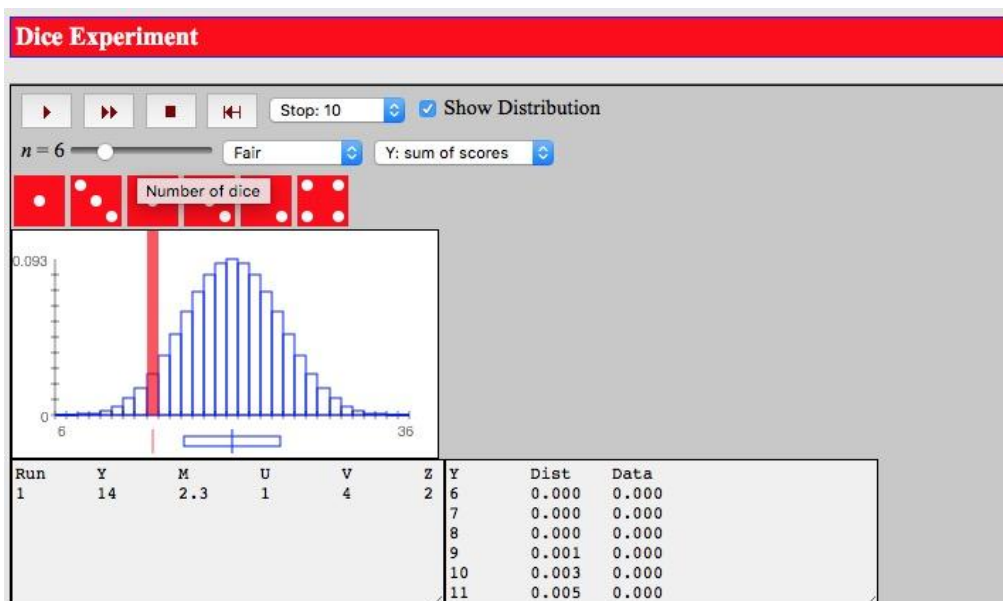 Dice Experiment
Stop: 10 Show Distribution
n = 6 Fair Y: sum of scores
Number of dice
0.093
0
6 36
Run Y M U V Z
1 14 2.3 1 4 2
Y Dist Data
6 0.000 0.000
7 0.000 0.000
8 0.000 0.000
9 0.001 0.000
10 0.003 0.000
11 0.005 0.000